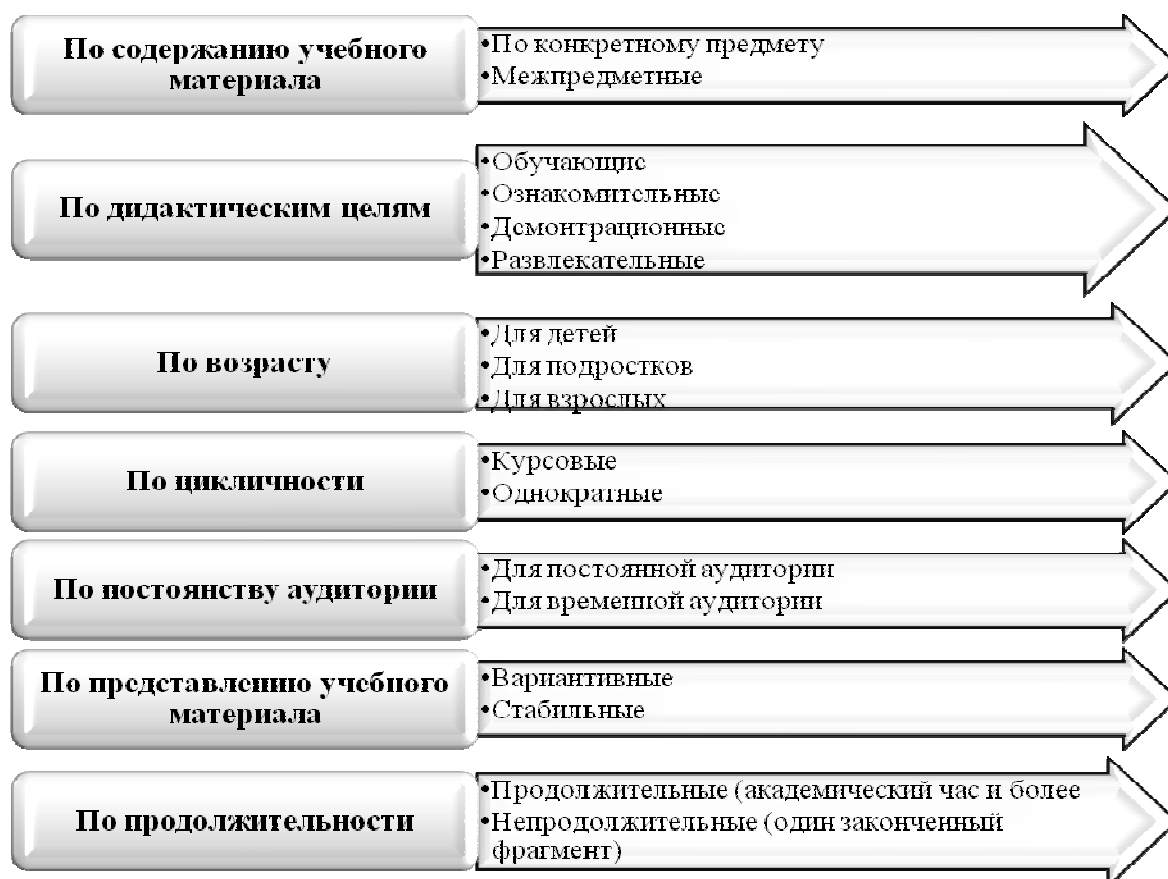 По содержанию учебного
материала
•По конкретному предмету
•Межпредметные
По дидактическим целям
•Обучающие
•Ознакомительные
•Демонтрационные
•Развлекательные
По возрасту
•Для детей
•Для подростков
•Для взрослых
По цикличности
•Курсовые
•Однократные
По постоянству аудитории
•Для постоянной аудитории
•Для временной аудитории
По представлению учебного
материала
•Вариантивные
•Стабильные
По продолжительности
•Продолжительные (академический час и более
•Непродолжительные (один законченный
фрагмент)